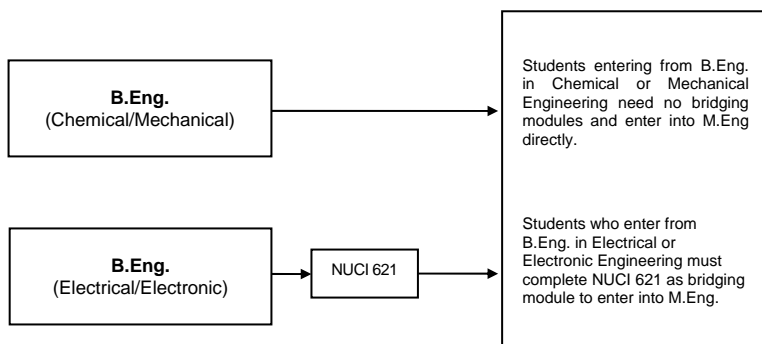 B.Eng.
(Chemical/Mechanical)
Students entering from B.Eng.
in Chemical or Mechanical
Engineering need no bridging
modules and enter into M.Eng
directly.
B.Eng.
(Electrical/Electronic)
NUCI 621
Students who enter from
B.Eng. in Electrical or
Electronic Engineering must
complete NUCI 621 as bridging
module to enter into M.Eng.